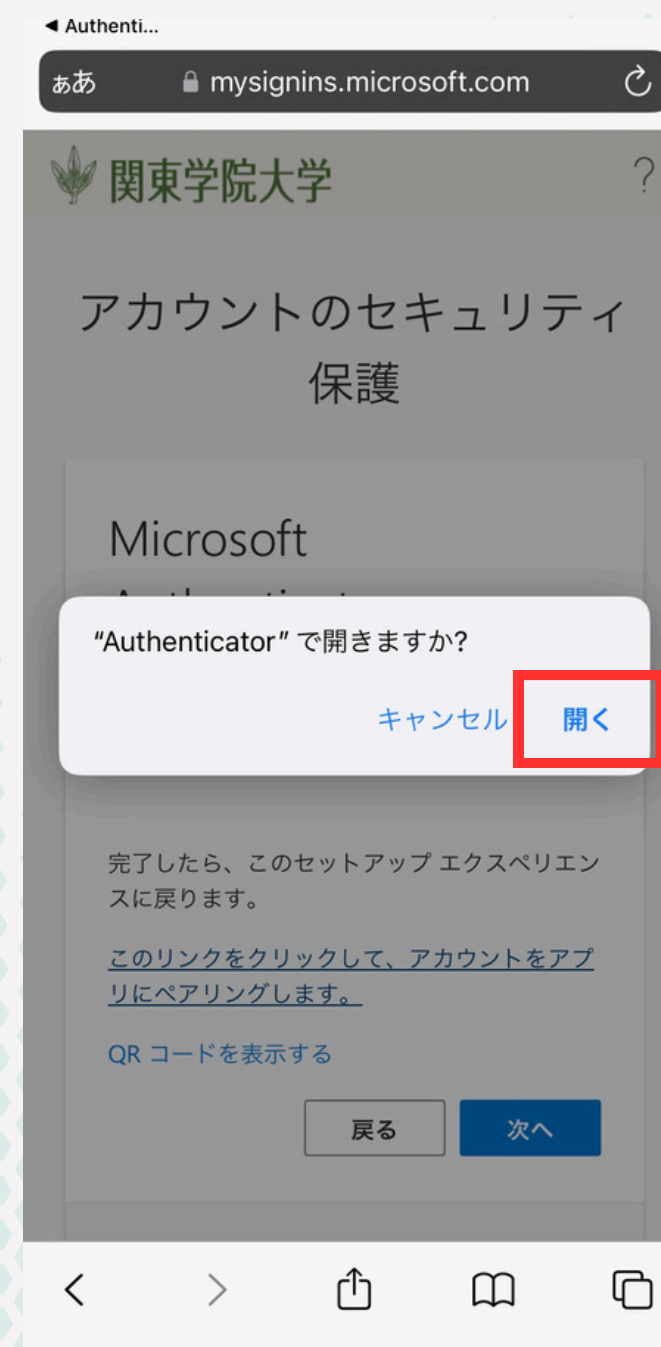 ◀ Authenti...
ぁあ mysignins.microsoft.com
関東学院大学 ?
アカウントのセキュリティ
保護
Microsoft
“Authenticator” で開きますか?
キャンセル 開く
完了したら、このセットアップ エクスペリエン
スに戻ります。
このリンクをクリックして、アカウントをアプ
リにペアリングします。
QR コードを表示する
戻る 次へ